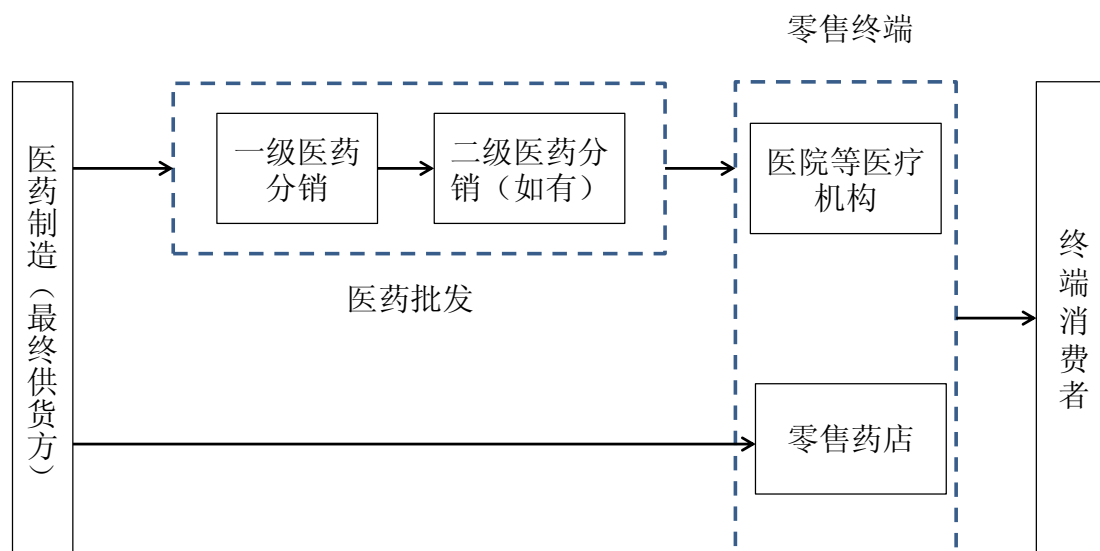 零售终端
医药制造（最终供货方）
一级医药
分销
二级医药分
销（如有）
医药批发
医院等医疗
机构
零售药店
终端消费者